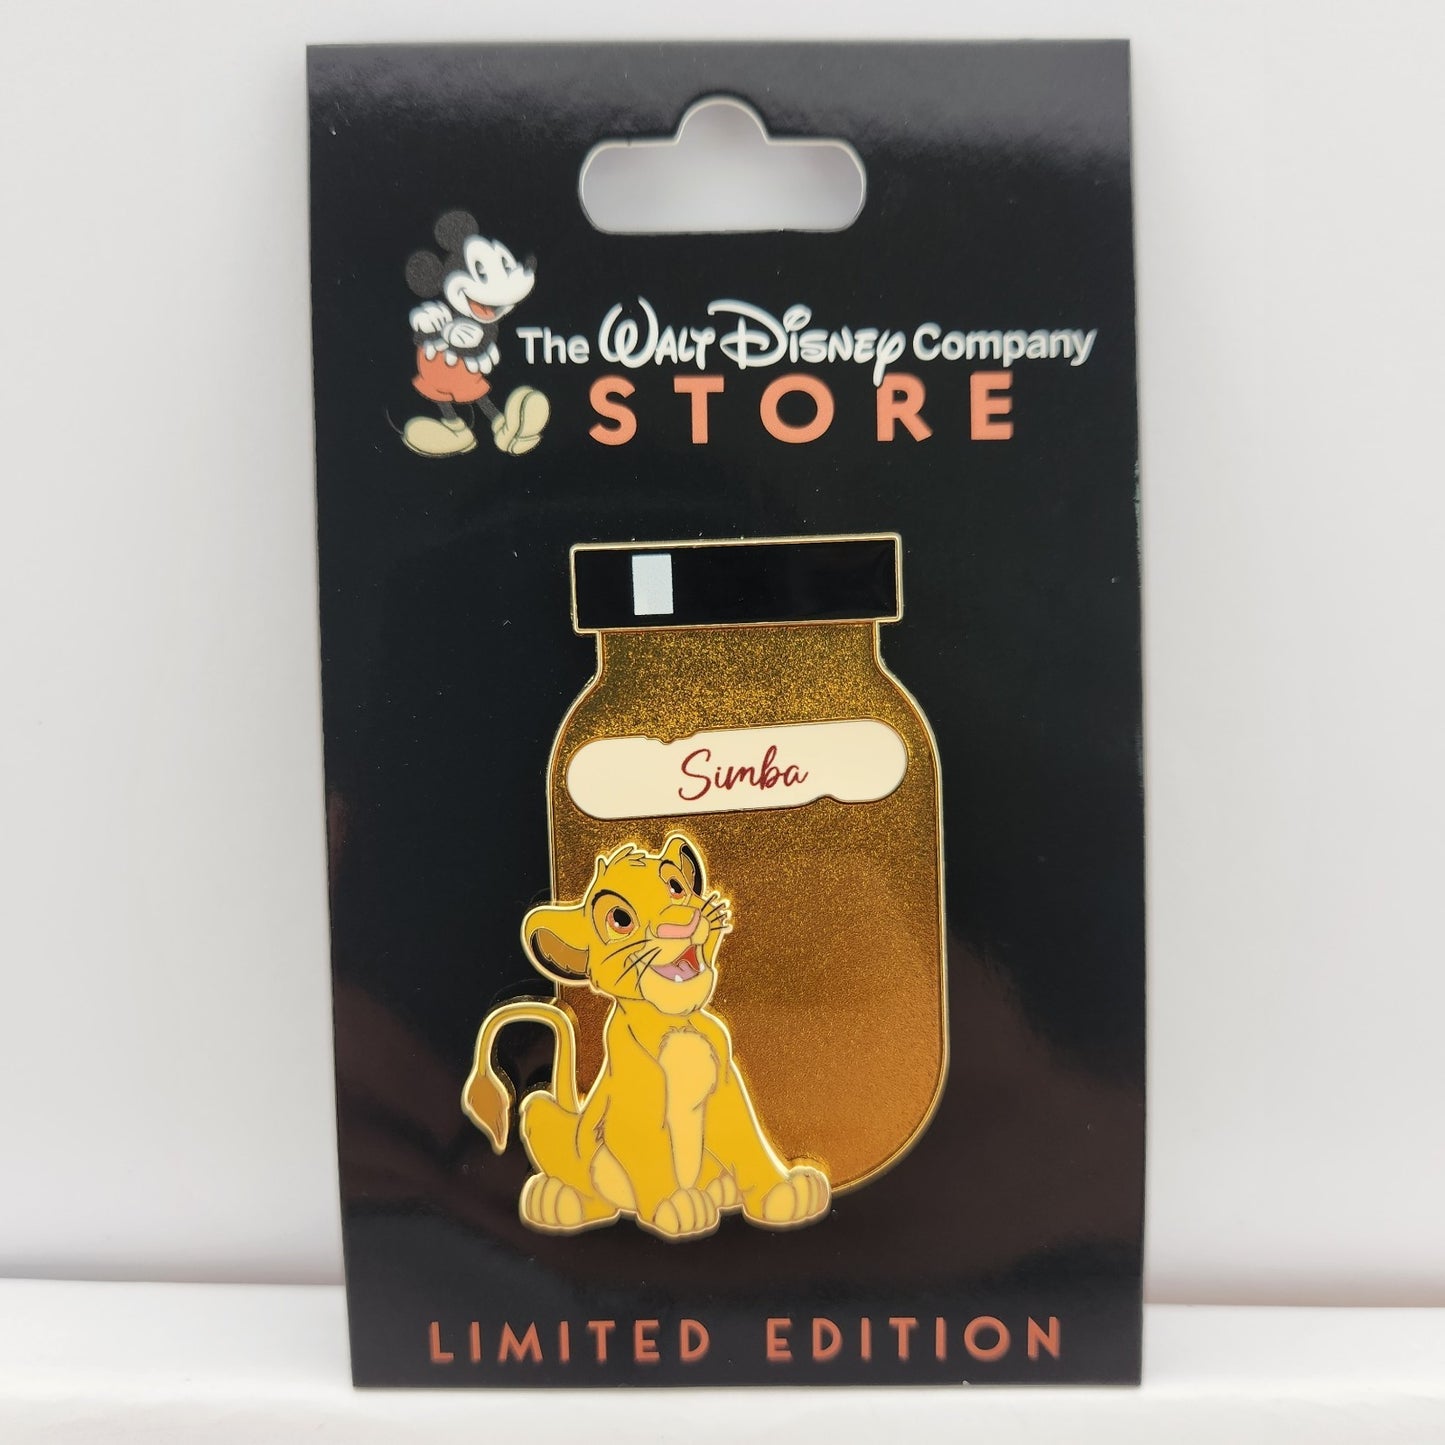 The WALT DISNEY Company
STORE
Simba
LIMITED EDITION